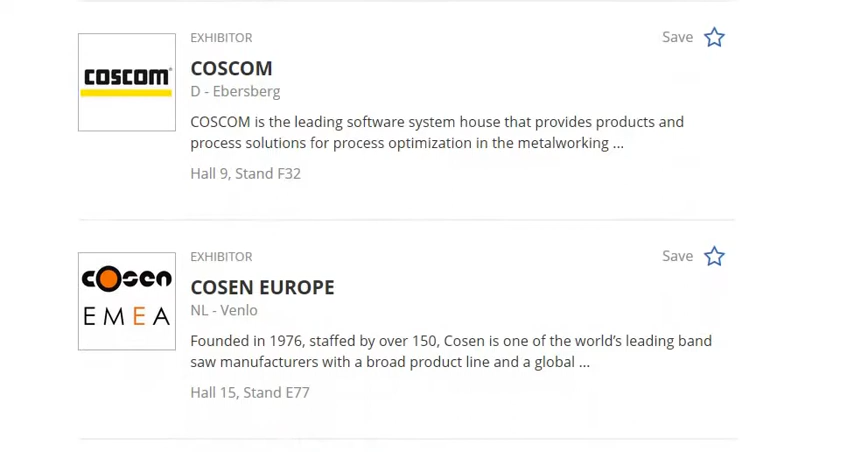 EXHIBITOR
Save
COSCOM
COSCOM
D - Ebersberg
COSCOM is the leading software system house that provides products and
process solutions for process optimization in the metalworking ...
Hall 9, Stand F32
EXHIBITOR
Save
cosen
EMEA
COSEN EUROPE
NL - Venlo
Founded in 1976, staffed by over 150, Cosen is one of the world’s leading band
saw manufacturers with a broad product line and a global ...
Hall 15, Stand E77